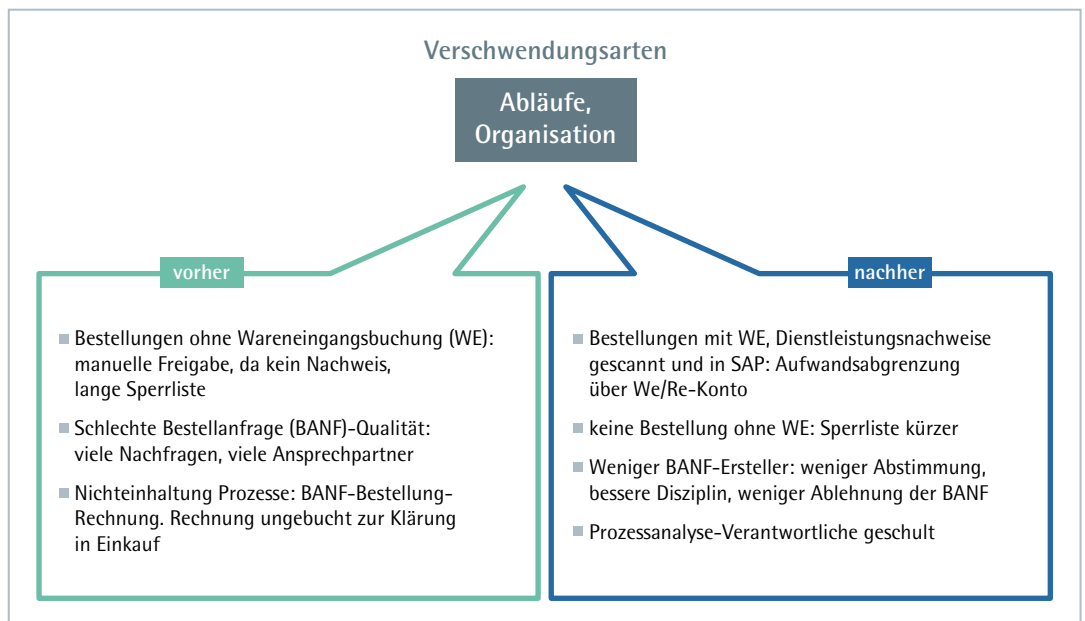 Verschwendungsarten
Abläufe,
Organisation
vorher
Bestellungen ohne Wareneingangsbuchung (WE):
manuelle Freigabe, da kein Nachweis,
lange Sperrliste
Schlechte Bestellanfrage (BANF)-Qualität:
viele Nachfragen, viele Ansprechpartner
Nichteinhaltung Prozesse: BANF-Bestellung-
Rechnung. Rechnung ungebucht zur Klärung
in Einkauf
nachher
Bestellungen mit WE, Dienstleistungsnachweise
gescannt und in SAP: Aufwandsabgrenzung
über We/Re-Konto
keine Bestellung ohne WE: Sperrliste kürzer
Weniger BANF-Ersteller: weniger Abstimmung,
bessere Disziplin, weniger Ablehnung der BANF
Prozessanalyse-Verantwortliche geschult